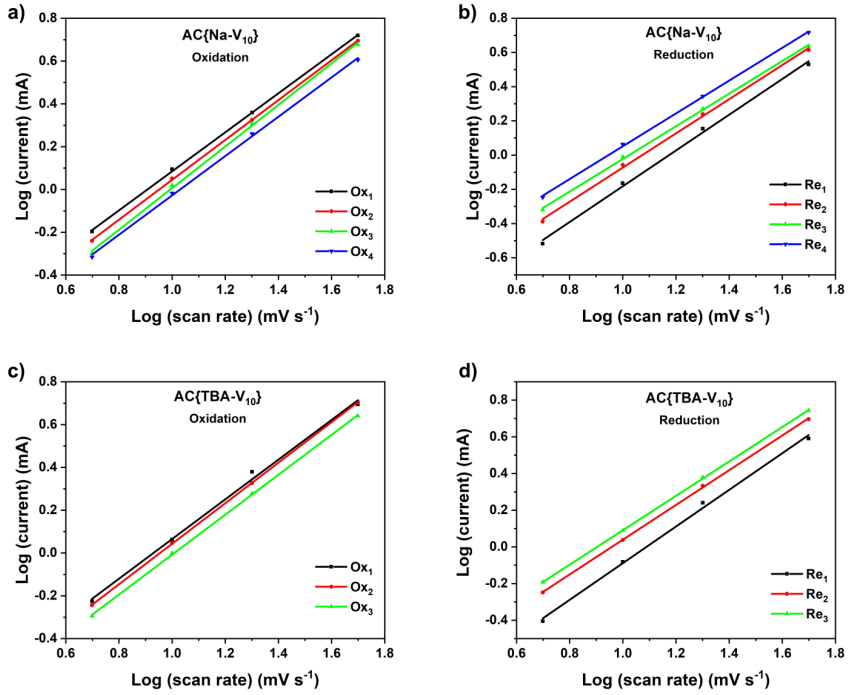 a)
AC{Na-V₁₀}
Oxidation
Log (current) (mA)
0.8
0.6
0.4
0.2
0.0
-0.2
-0.4
Ox₁
Ox₂
Ox₃
Ox₄
0.6 0.8 1.0 1.2 1.4 1.6 1.8
Log (scan rate) (mV s⁻¹)
b)
AC{Na-V₁₀}
Reduction
Log (current) (mA)
0.8
0.6
0.4
0.2
0.0
-0.2
-0.4
-0.6
Re₁
Re₂
Re₃
Re₄
0.6 0.8 1.0 1.2 1.4 1.6 1.8
Log (scan rate) (mV s⁻¹)
c)
AC{TBA-V₁₀}
Oxidation
Log (current) (mA)
0.8
0.6
0.4
0.2
0.0
-0.2
-0.4
Ox₁
Ox₂
Ox₃
0.6 0.8 1.0 1.2 1.4 1.6 1.8
Log (scan rate) (mV s⁻¹)
d)
AC{TBA-V₁₀}
Reduction
Log (current) (mA)
0.8
0.6
0.4
0.2
0.0
-0.2
-0.4
Re₁
Re₂
Re₃
0.6 0.8 1.0 1.2 1.4 1.6 1.8
Log (scan rate) (mV s⁻¹)